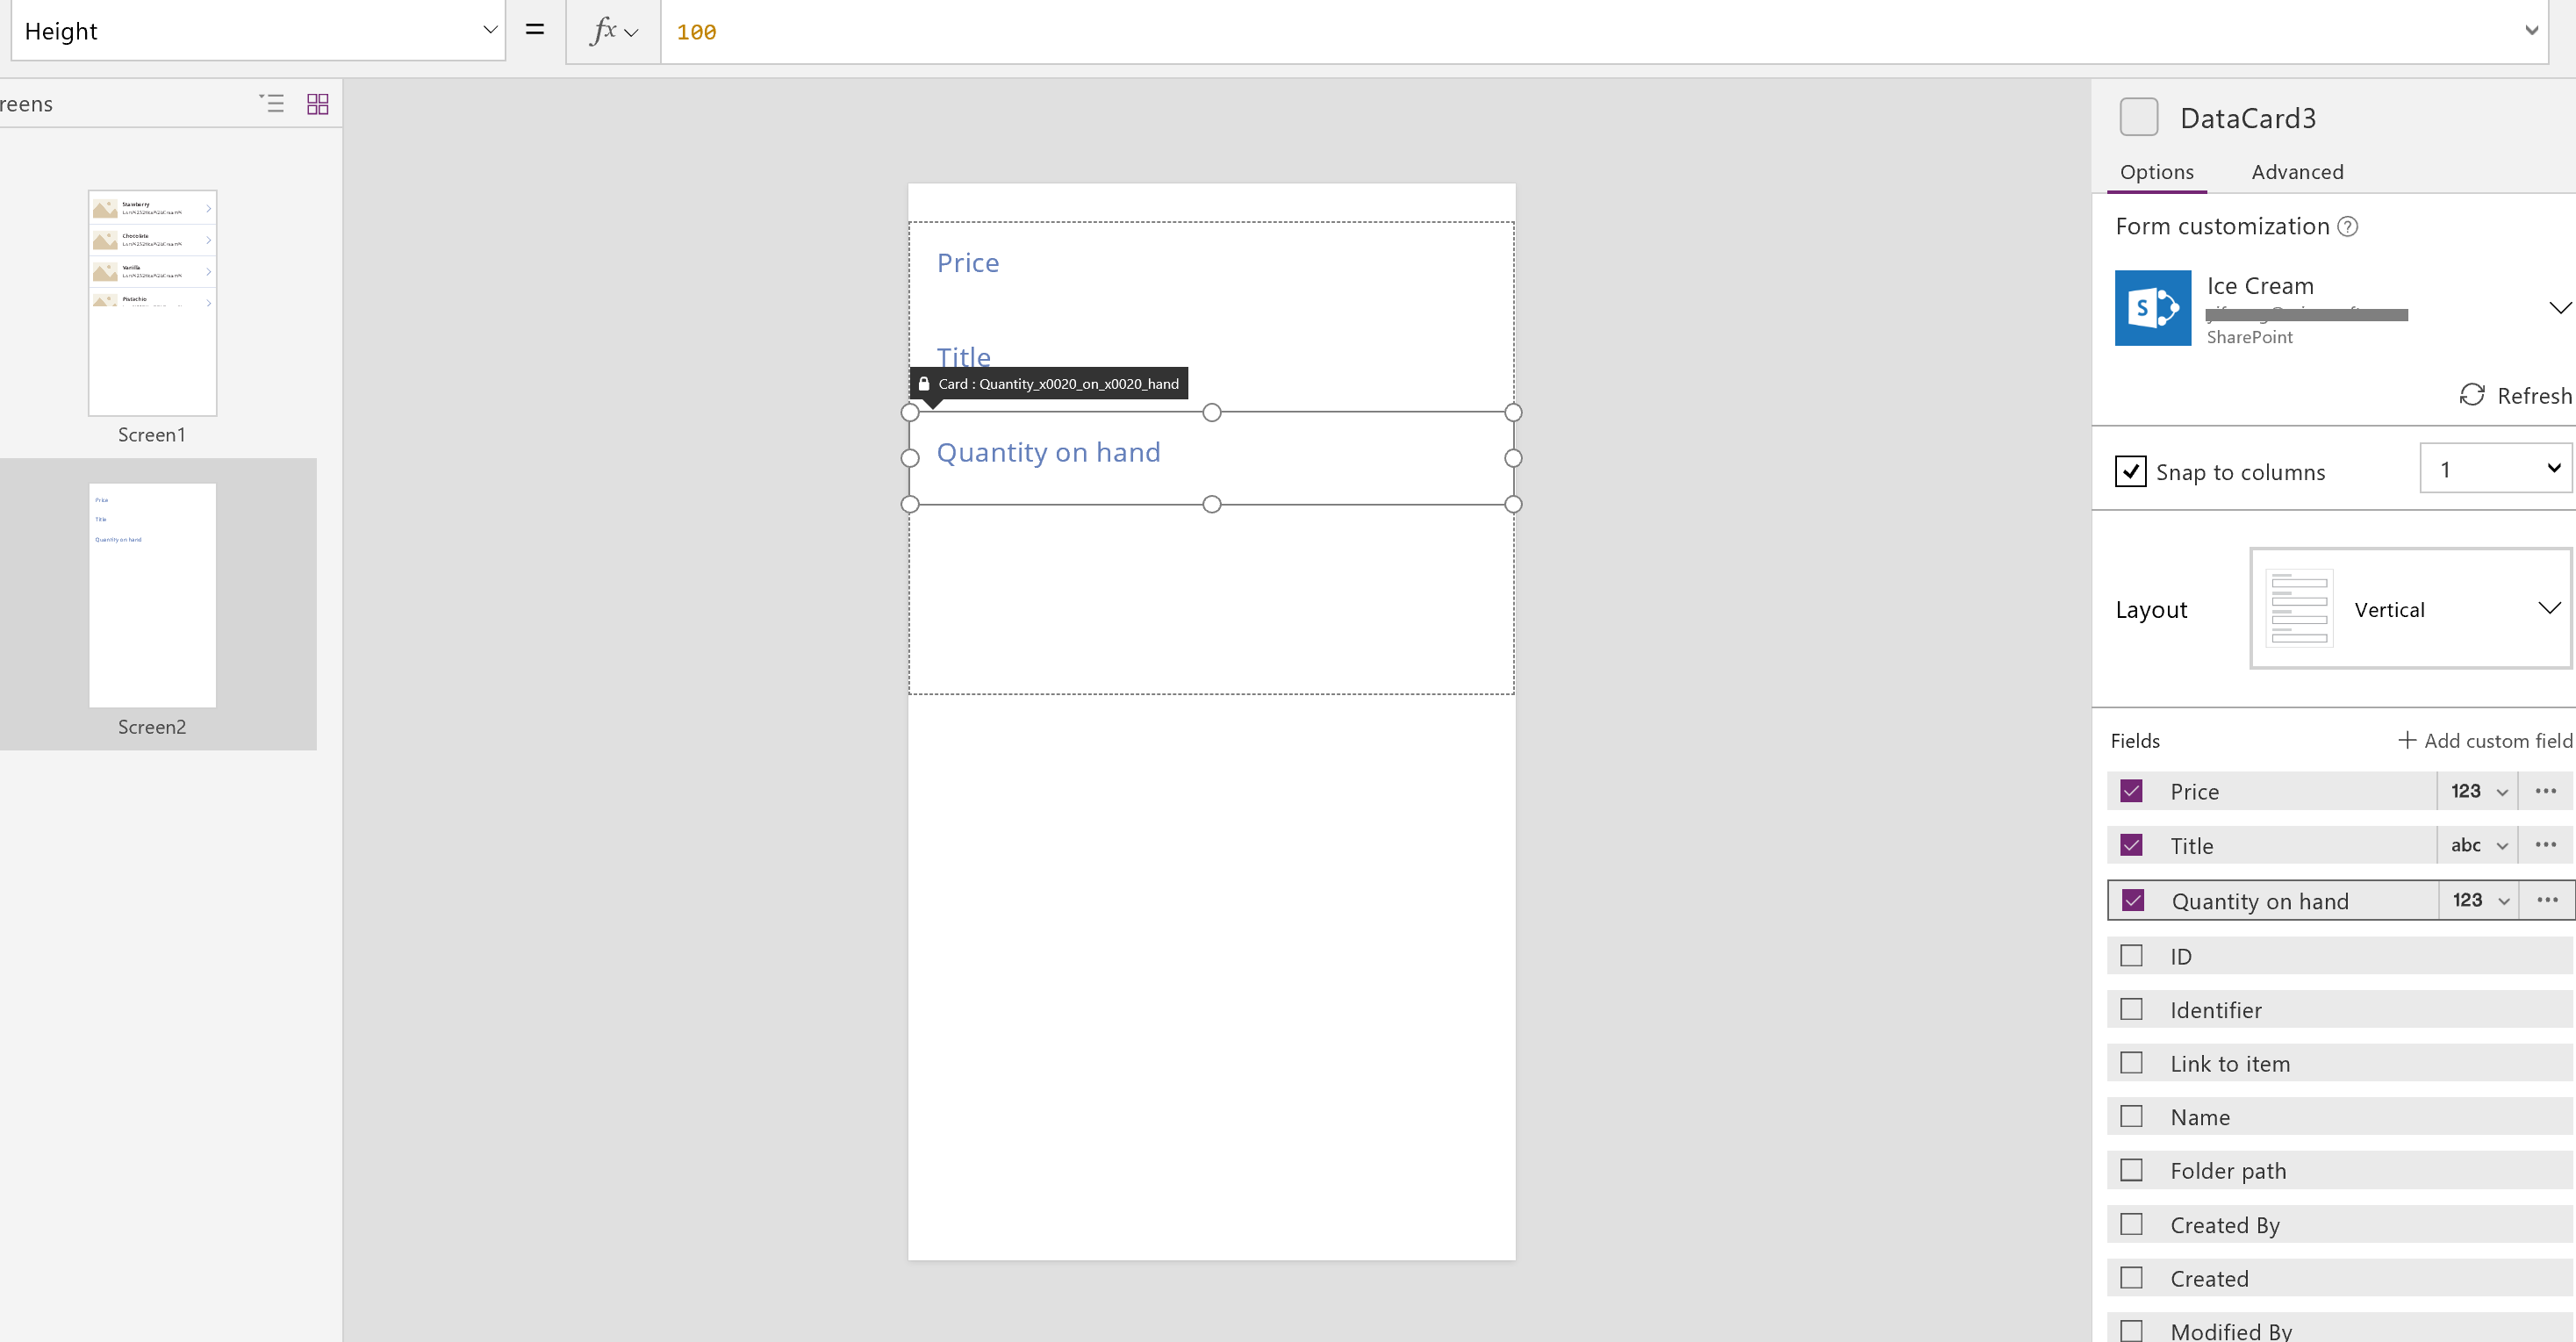 Height
=
fx
100
reens
Strawberry
Chocolate
Vanilla
Pistachio
Screen1
Price
Title
Quantity on hand
Screen2
Price
Title
Card : Quantity_x0020_on_x0020_hand
Quantity on hand
DataCard3
Options Advanced
Form customization ?
S
Ice Cream
SharePoint
Refresh
Snap to columns 1
Layout Vertical
Fields + Add custom field
Price 123 ...
Title abc ...
Quantity on hand 123 ...
ID
Identifier
Link to item
Name
Folder path
Created By
Created
Modified By